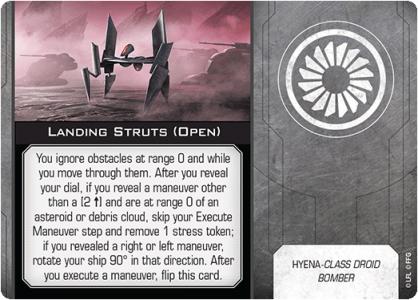 Landing Struts (Open)
You ignore obstacles at range 0 and while
you move through them. After you reveal
your dial, if you reveal a maneuver other
than a [2 ↑] and are at range 0 of an
asteroid or debris cloud, skip your Execute
Maneuver step and remove 1 stress token;
if you revealed a right or left maneuver,
rotate your ship 90° in that direction. After
you execute a maneuver, flip this card.
HYENA-CLASS DROID
BOMBER
©LFL ©FFG